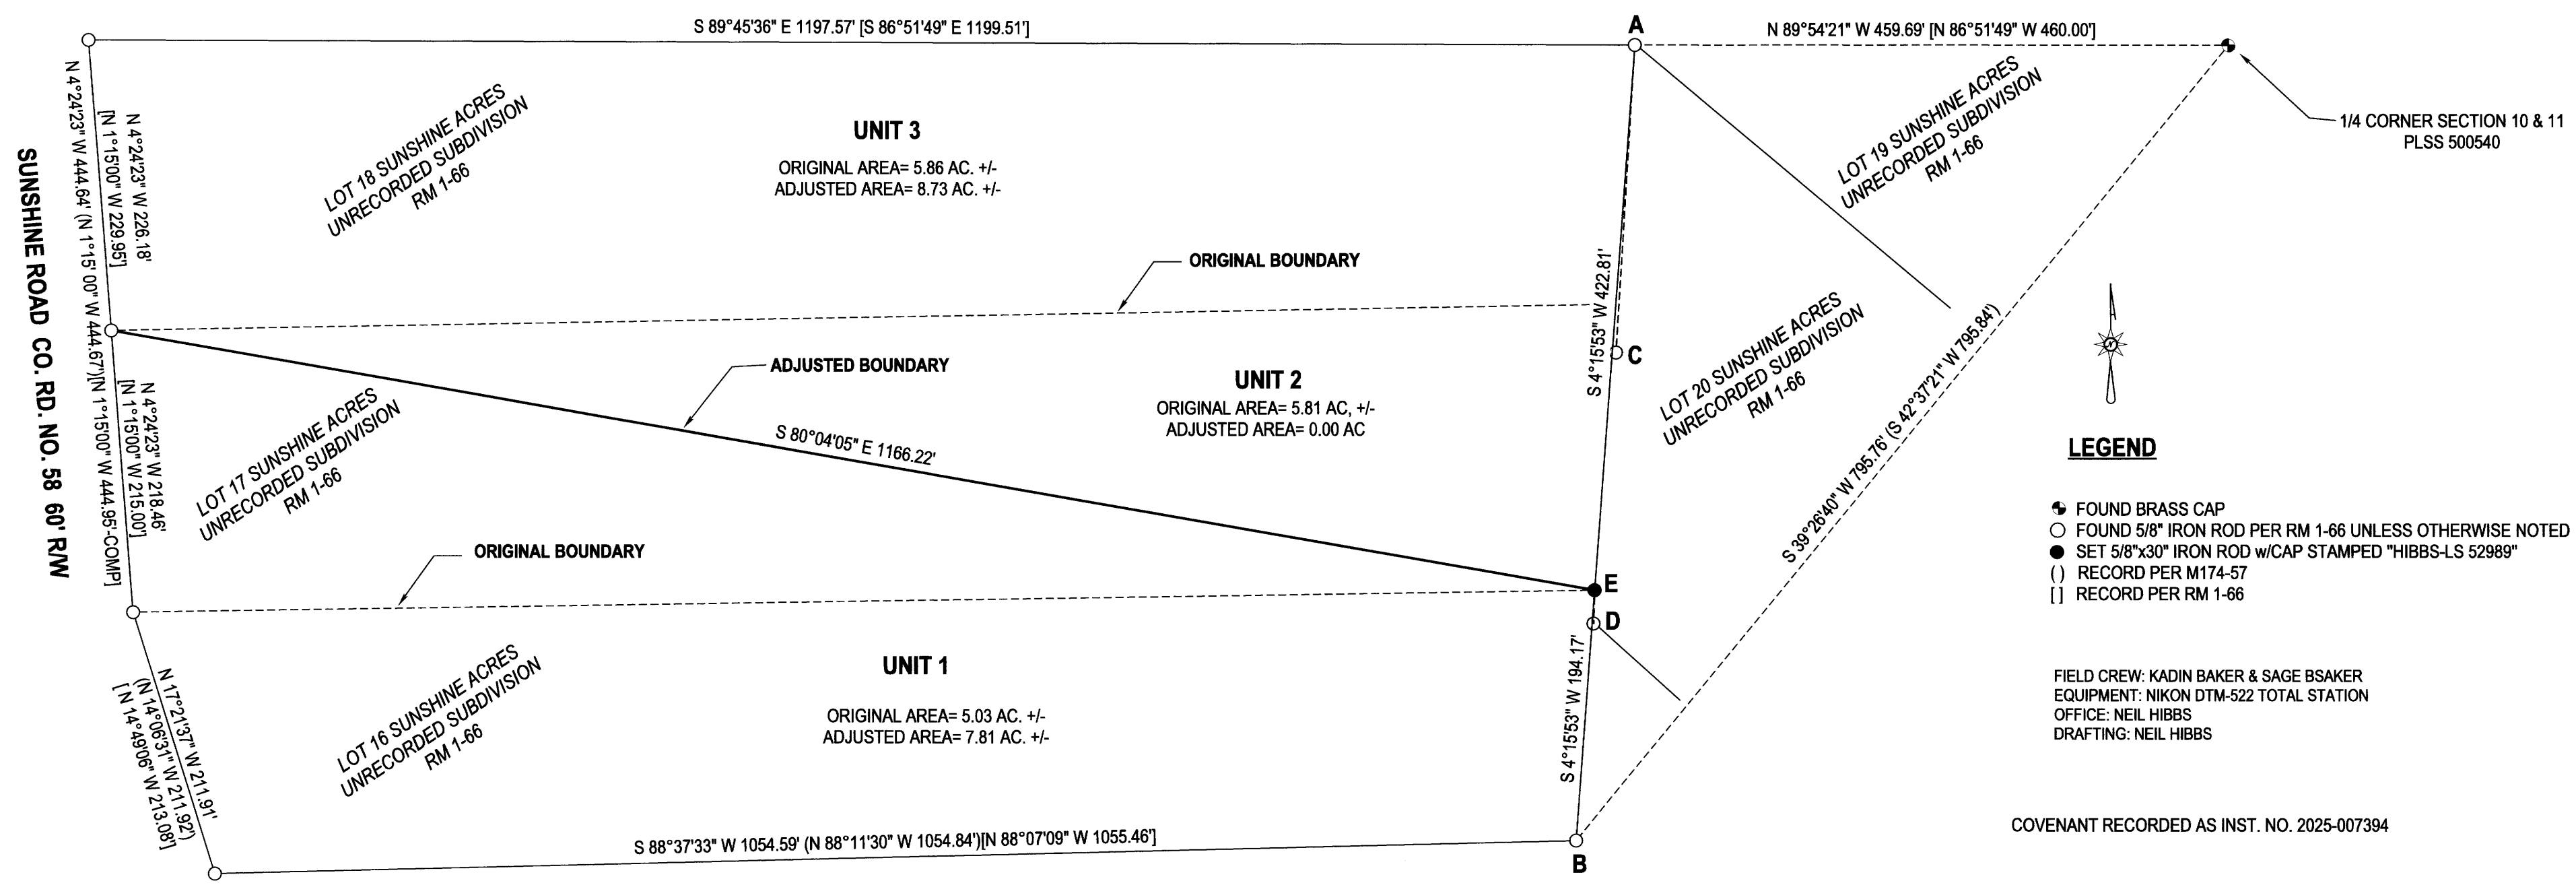 S 89°45'36" E 1197.57' [S 86°51'49" E 1199.51']
A
N 89°54'21" W 459.69' [N 86°51'49" W 460.00']
1/4 CORNER SECTION 10 & 11
PLSS 500540
SUNSHINE ROAD CO. RD. NO. 58 60' R/W
N 4°24'23" W 444.64' (N 1°15' 00" W 444.67')[N 1°15'00" W 444.95'-COMP]
N 4°24'23" W 226.18'
[N 1°15'00" W 229.95']
LOT 18 SUNSHINE ACRES
UNRECORDED SUBDIVISION
RM 1-66
UNIT 3
ORIGINAL AREA= 5.86 AC. +/-
ADJUSTED AREA= 8.73 AC. +/-
LOT 19 SUNSHINE ACRES
UNRECORDED SUBDIVISION
RM 1-66
ORIGINAL BOUNDARY
S 4°15'53" W 422.81'
C
ADJUSTED BOUNDARY
UNIT 2
ORIGINAL AREA= 5.81 AC, +/-
ADJUSTED AREA= 0.00 AC
LOT 20 SUNSHINE ACRES
UNRECORDED SUBDIVISION
RM 1-66
N 4°24'23" W 218.46'
[N 1°15'00" W 215.00']
LOT 17 SUNSHINE ACRES
UNRECORDED SUBDIVISION
RM 1-66
S 80°04'05" E 1166.22'
S 39°26'40" W 795.76' (S 42°37'21" W 795.84')
N
ORIGINAL BOUNDARY
E
D
S 4°15'53" W 194.17'
N 17°21'37" W 211.91'
(N 14°06'31" W 211.92')
[ N 14°49'06" W 213.08']
LOT 16 SUNSHINE ACRES
UNRECORDED SUBDIVISION
RM 1-66
UNIT 1
ORIGINAL AREA= 5.03 AC. +/-
ADJUSTED AREA= 7.81 AC. +/-
S 88°37'33" W 1054.59' (N 88°11'30" W 1054.84')[N 88°07'09" W 1055.46']
B
LEGEND
FOUND BRASS CAP
FOUND 5/8" IRON ROD PER RM 1-66 UNLESS OTHERWISE NOTED
SET 5/8"x30" IRON ROD w/CAP STAMPED "HIBBS-LS 52989"
( ) RECORD PER M174-57
[ ] RECORD PER RM 1-66
FIELD CREW: KADIN BAKER & SAGE BSAKER
EQUIPMENT: NIKON DTM-522 TOTAL STATION
OFFICE: NEIL HIBBS
DRAFTING: NEIL HIBBS
COVENANT RECORDED AS INST. NO. 2025-007394